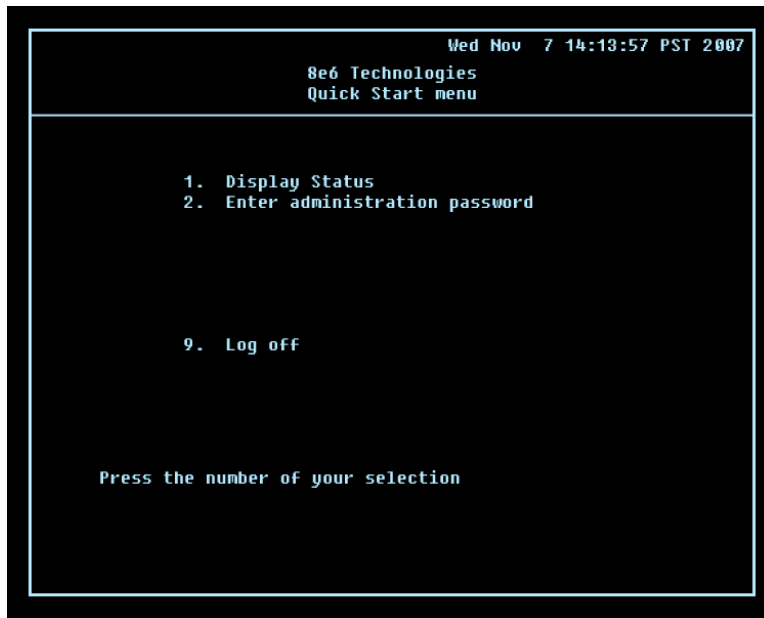 Wed Nov  7 14:13:57 PST 2007
8e6 Technologies
Quick Start menu
1.  Display Status
2.  Enter administration password
9.  Log off
Press the number of your selection